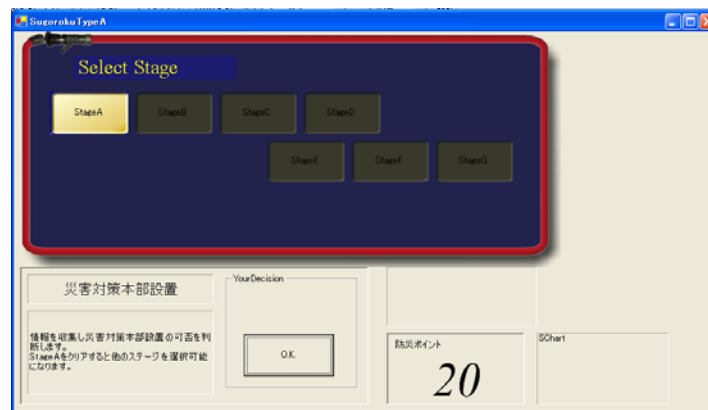 SugorokuTypeA
Select Stage
StageA
StageB
StageC
StageD
StageE
StageF
StageG
災害対策本部設置
情報を収集し災害対策本部設置の可否を判
断します。
StageAをクリアすると他のステージを選択可能
になります。
YourDecision
O.K.
防災ポイント
20
SChart